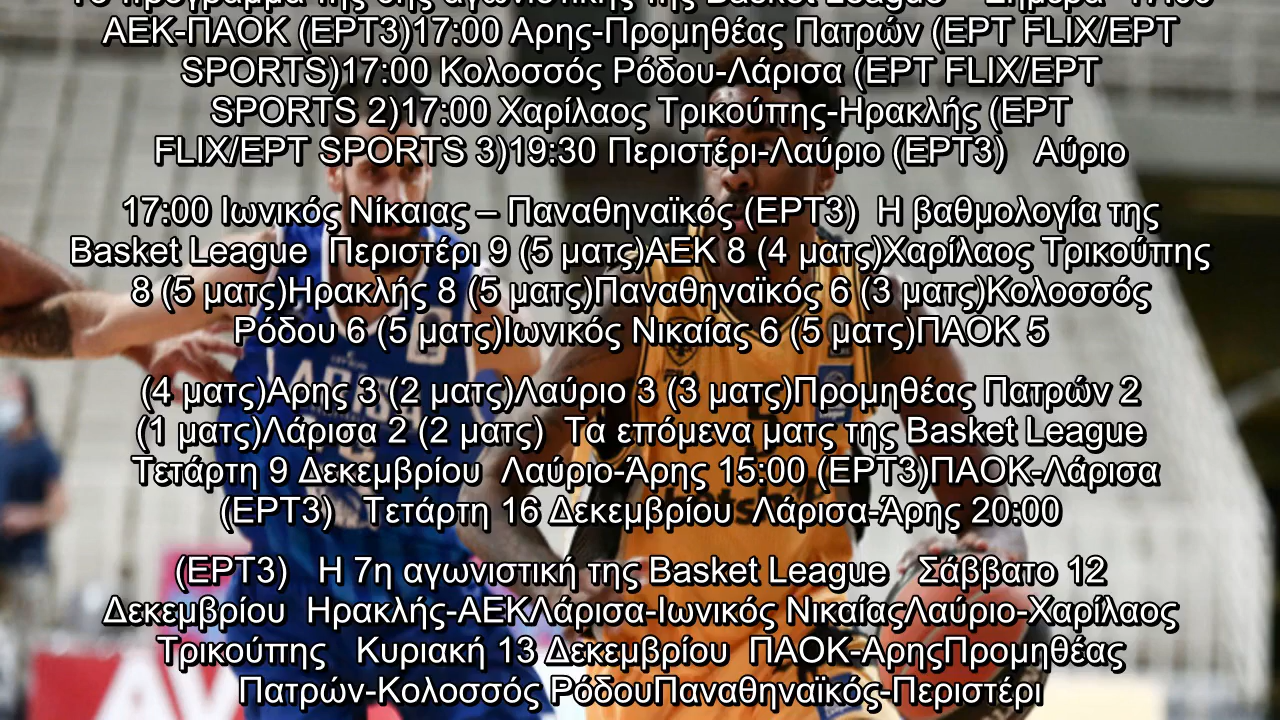 ΑΕΚ-ΠΑΟΚ (ΕΡΤ3)17:00 Αρης-Προμηθέας Πατρών (ΕΡΤ FLIX/ΕΡΤ
SPORTS)17:00 Κολοσσός Ρόδου-Λάρισα (ΕΡΤ FLIX/ΕΡΤ
SPORTS 2)17:00 Χαρίλαος Τρικούπης-Ηρακλής (ΕΡΤ
FLIX/ΕΡΤ SPORTS 3)19:30 Περιστέρι-Λαύριο (ΕΡΤ3)   Αύριο
17:00 Ιωνικός Νίκαιας – Παναθηναϊκός (ΕΡΤ3)  Η βαθμολογία της
Basket League  Περιστέρι 9 (5 ματς)ΑΕΚ 8 (4 ματς)Χαρίλαος Τρικούπης
8 (5 ματς)Ηρακλής 8 (5 ματς)Παναθηναϊκός 6 (3 ματς)Κολοσσός
Ρόδου 6 (5 ματς)Ιωνικός Νικαίας 6 (5 ματς)ΠΑΟΚ 5
(4 ματς)Αρης 3 (2 ματς)Λαύριο 3 (3 ματς)Προμηθέας Πατρών 2
(1 ματς)Λάρισα 2 (2 ματς)  Τα επόμενα ματς της Basket League
Τετάρτη 9 Δεκεμβρίου  Λαύριο-Άρης 15:00 (ΕΡΤ3)ΠΑΟΚ-Λάρισα
(ΕΡΤ3)   Τετάρτη 16 Δεκεμβρίου  Λάρισα-Άρης 20:00
(ΕΡΤ3)   Η 7η αγωνιστική της Basket League   Σάββατο 12
Δεκεμβρίου  Ηρακλής-ΑΕΚΛάρισα-Ιωνικός ΝικαίαςΛαύριο-Χαρίλαος
Τρικούπης   Κυριακή 13 Δεκεμβρίου  ΠΑΟΚ-ΑρηςΠρομηθέας
Πατρών-Κολοσσός ΡόδουΠαναθηναϊκός-Περιστέρι